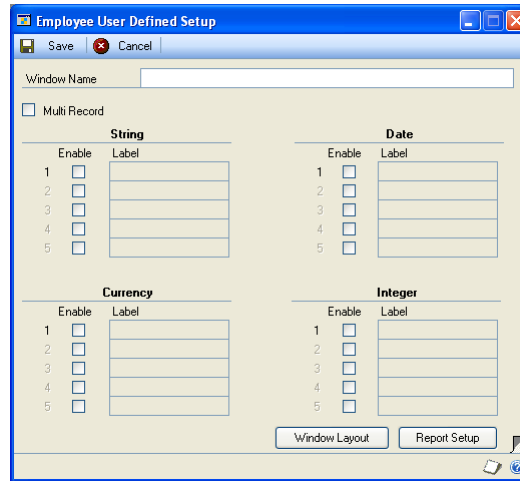 Employee User Defined Setup
Save Cancel
Window Name
Multi Record
String Date
Enable Label Enable Label
1 1
2 2
3 3
4 4
5 5
Currency Integer
Enable Label Enable Label
1 1
2 2
3 3
4 4
5 5
Window Layout Report Setup